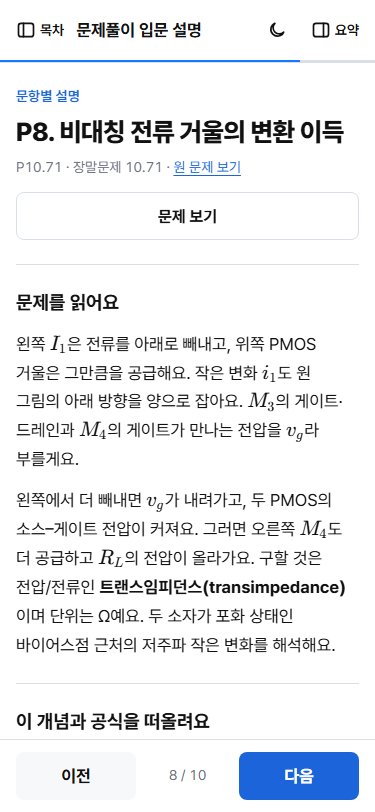 목차 문제풀이 입문 설명 요약
문항별 설명
P8. 비대칭 전류 거울의 변환 이득
P10.71 · 장말문제 10.71 · 원 문제 보기
문제 보기
문제를 읽어요
왼쪽 I₁은 전류를 아래로 빼내고, 위쪽 PMOS
거울은 그만큼을 공급해요. 작은 변화 i₁도 원
그림의 아래 방향을 양으로 잡아요. M₃의 게이트·
드레인과 M₄의 게이트가 만나는 전압을 v_g라
부를게요.
왼쪽에서 더 빼내면 v_g가 내려가고, 두 PMOS의
소스–게이트 전압이 커져요. 그러면 오른쪽 M₄도
더 공급하고 R_L의 전압이 올라가요. 구할 것은
전압/전류인 트랜스임피던스(transimpedance)
이며 단위는 Ω예요. 두 소자가 포화 상태인
바이어스점 근처의 저주파 작은 변화를 해석해요.
이 개념과 공식을 떠올려요
이전 8 / 10 다음